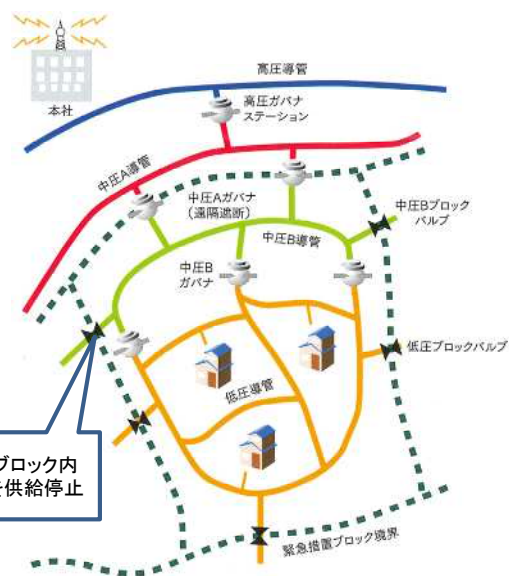 本社
高圧導管
高圧ガバナ
ステーション
中圧A導管
中圧Aガバナ
(遠隔遮断)
中圧B導管
中圧Bブロック
バルブ
中圧B
ガバナ
低圧ブロックバルブ
低圧導管
ブロック内
供給停止
緊急措置ブロック境界